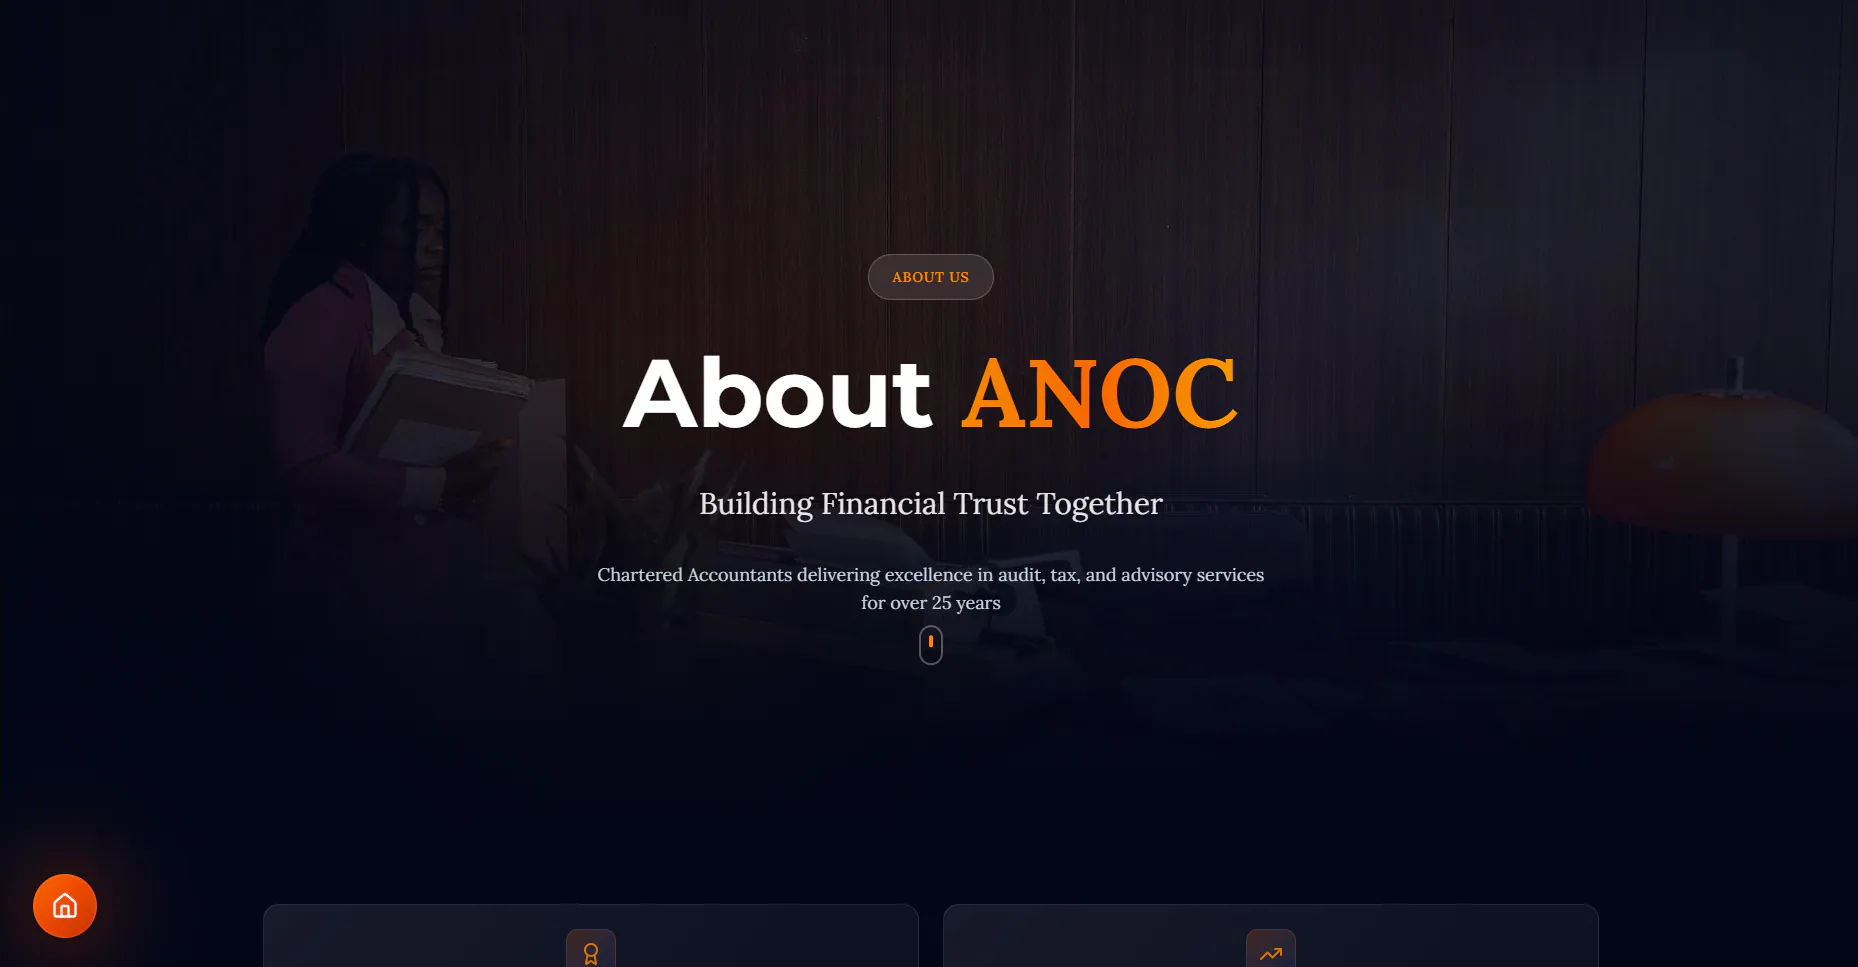 ABOUT US
About ANOC
Building Financial Trust Together
Chartered Accountants delivering excellence in audit, tax, and advisory services
for over 25 years